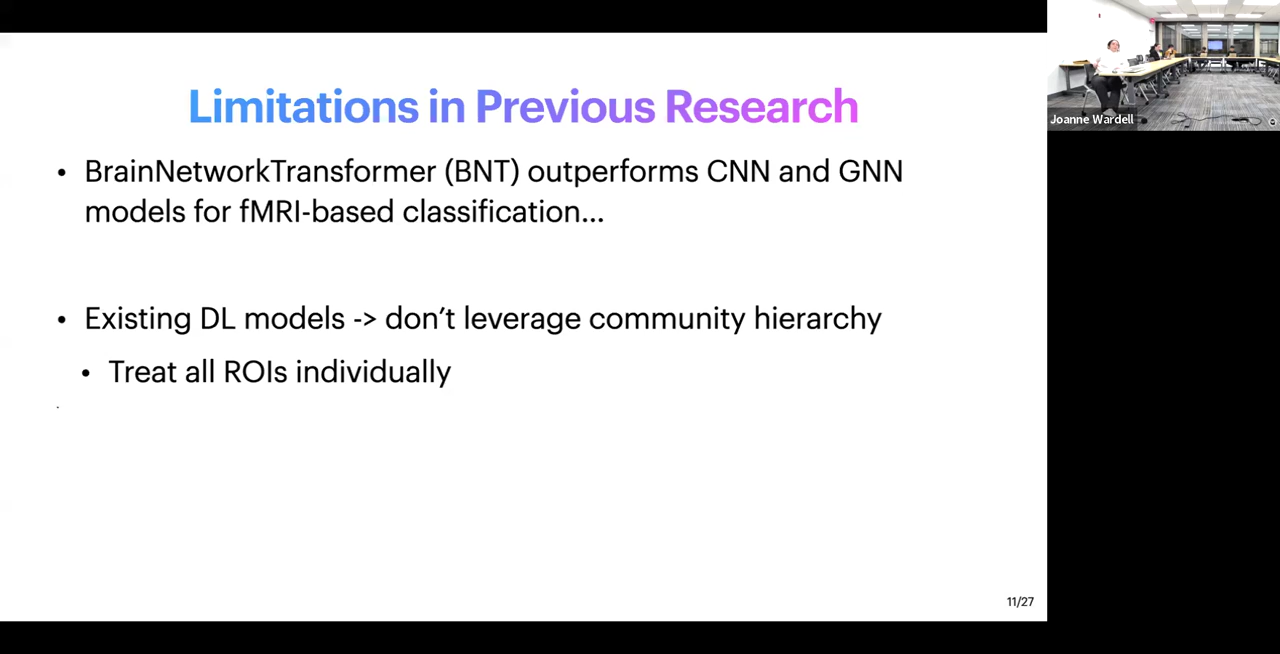 Limitations in Previous Research
• BrainNetworkTransformer (BNT) outperforms CNN and GNN
models for fMRI-based classification...
• Existing DL models -> don't leverage community hierarchy
• Treat all ROIs individually
11/27
Joanne Wardell